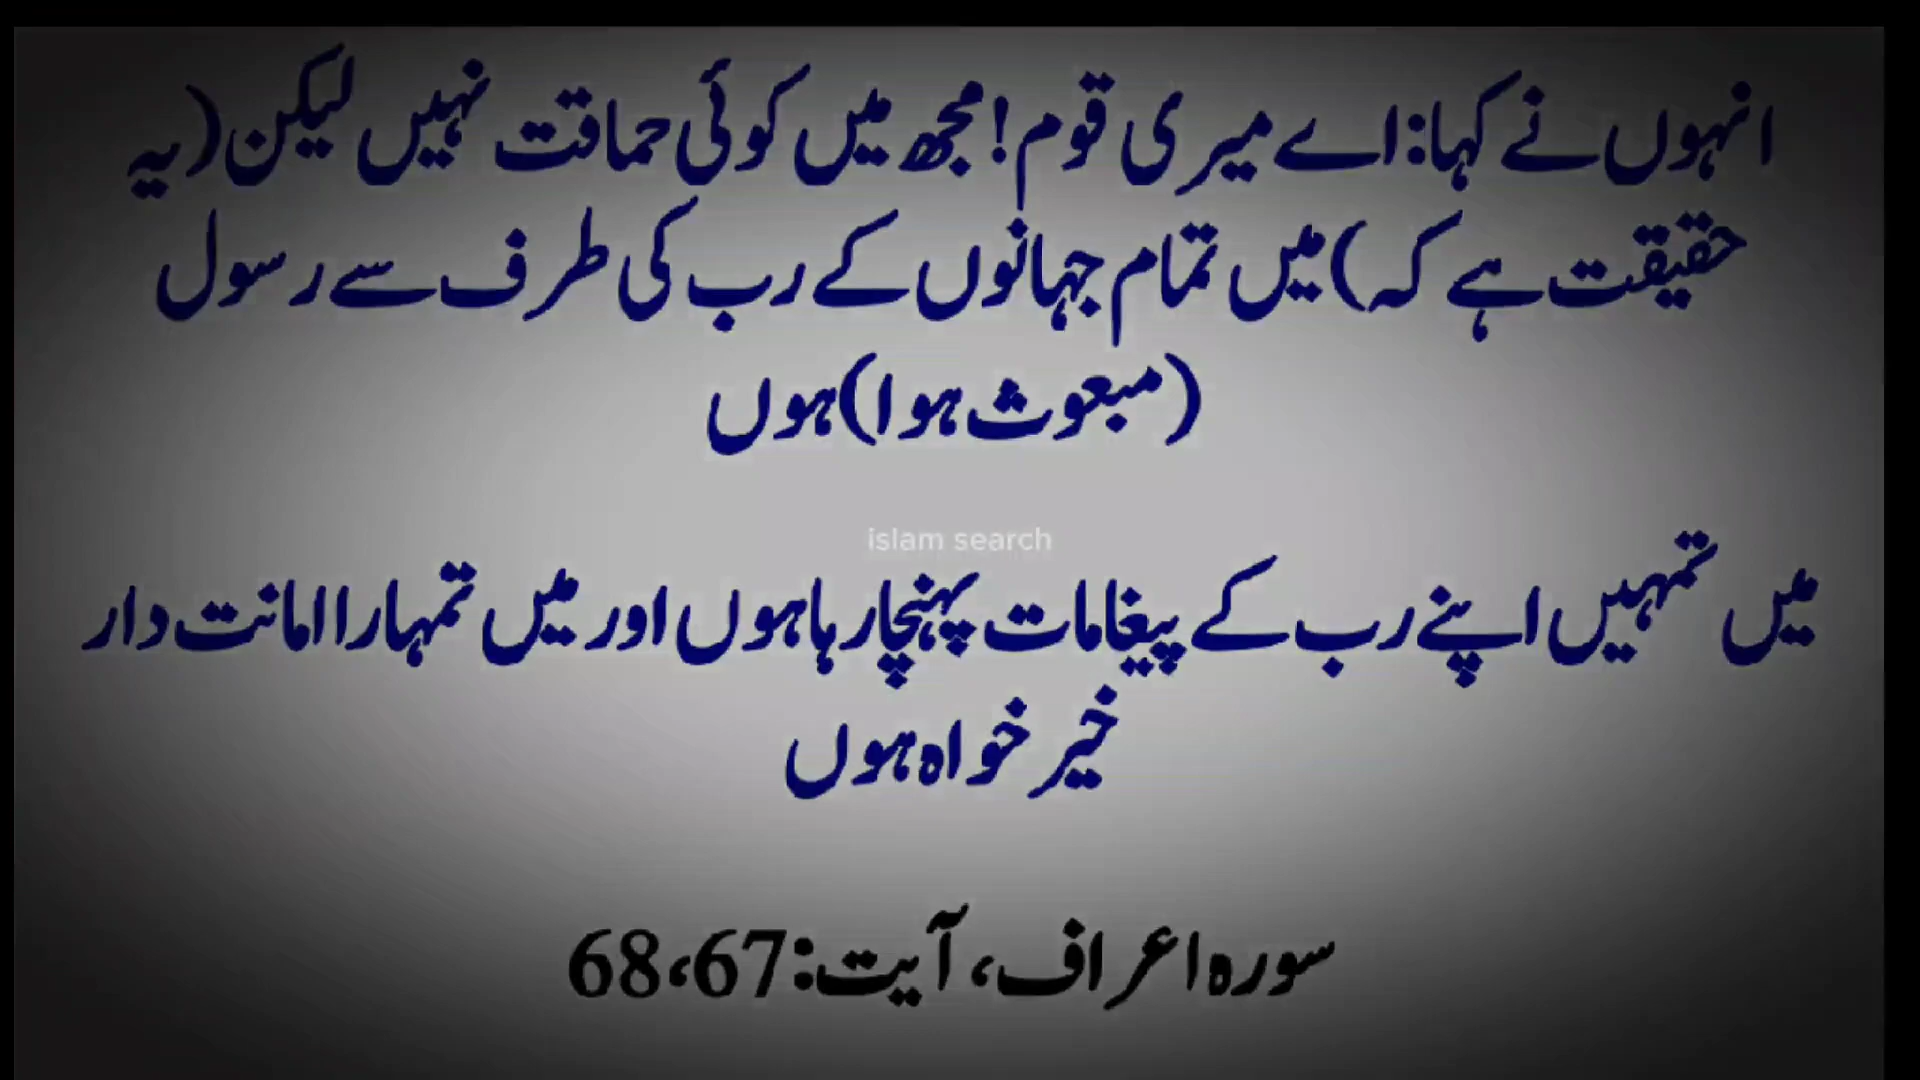 انہوں نے کہا: اے میری قوم! مجھ میں کوئی حماقت نہیں لیکن (یہ
حقیقت ہے کہ) میں تمام جہانوں کے رب کی طرف سے رسول
(مبعوث ہوا) ہوں
islam search
میں تمہیں اپنے رب کے پیغامات پہنچا رہا ہوں اور میں تمہارا امانت دار
خیر خواہ ہوں
سورہ اعراف، آیت: 67،68